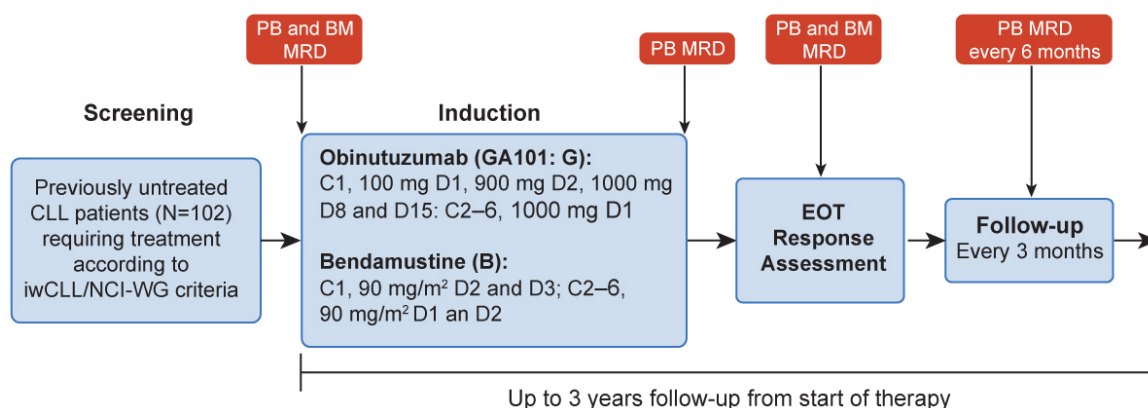 PB and BM
MRD
PB MRD
PB and BM
MRD
PB MRD
every 6 months
Screening
Induction
Previously untreated
CLL patients (N=102)
requiring treatment
according to
iwCLL/NCI-WG criteria
Obinutuzumab (GA101: G):
C1, 100 mg D1, 900 mg D2, 1000 mg
D8 and D15: C2–6, 1000 mg D1
Bendamustine (B):
C1, 90 mg/m² D2 and D3; C2–6,
90 mg/m² D1 an D2
EOT
Response
Assessment
Follow-up
Every 3 months
Up to 3 years follow-up from start of therapy